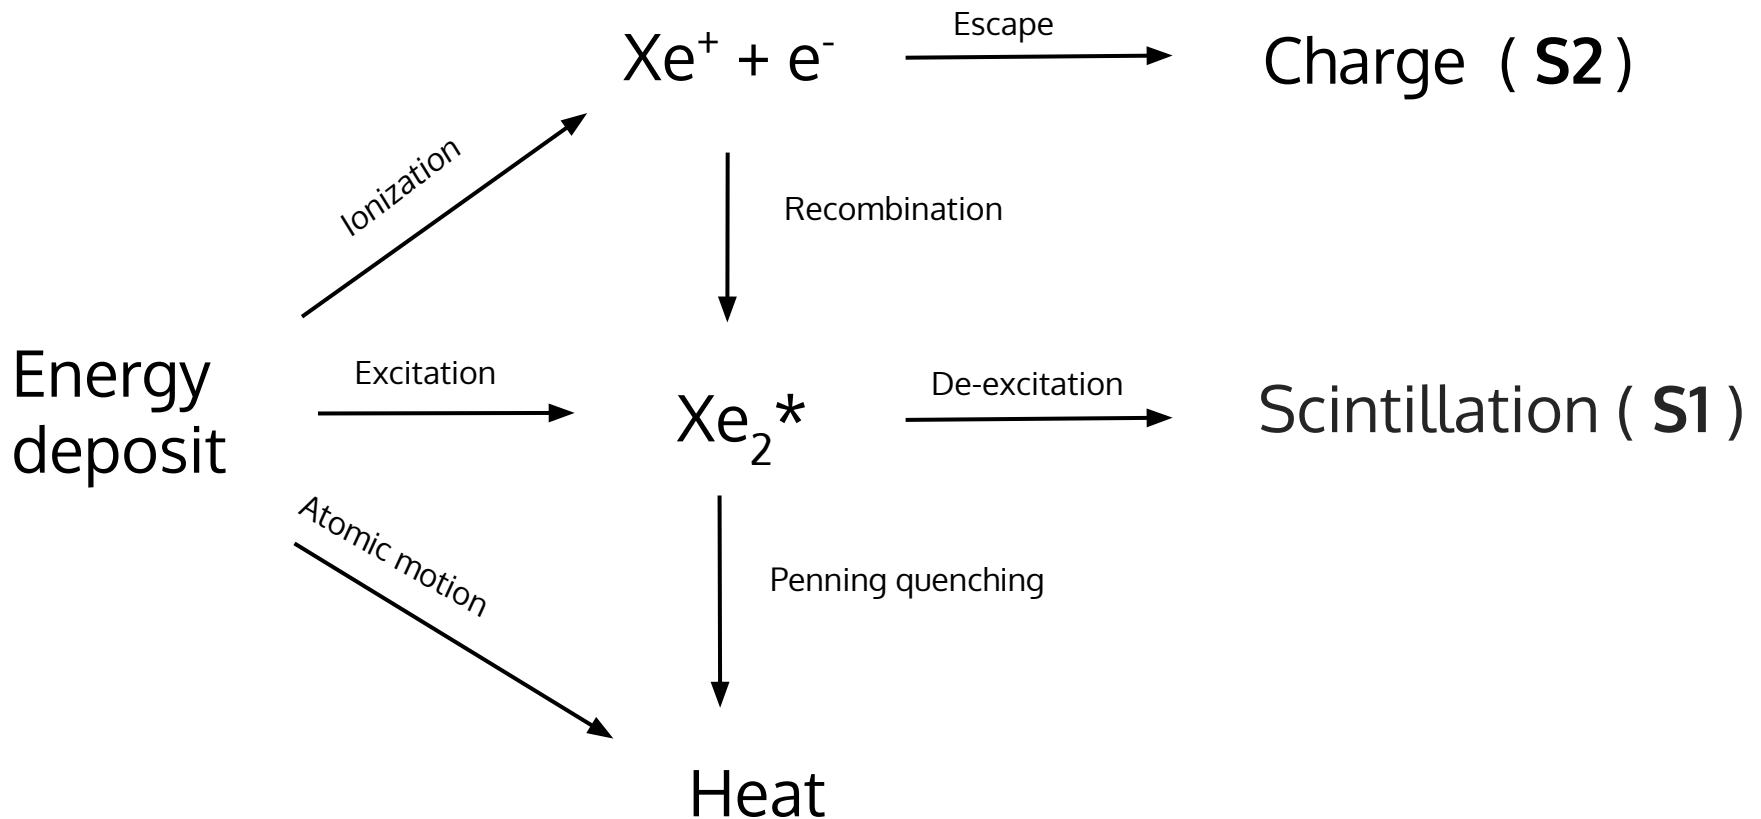 Escape
Xe⁺ + e⁻
Charge ( S2 )
Ionization
Recombination
Energy
deposit
Excitation
Xe₂*
De-excitation
Scintillation ( S1 )
Atomic motion
Penning quenching
Heat